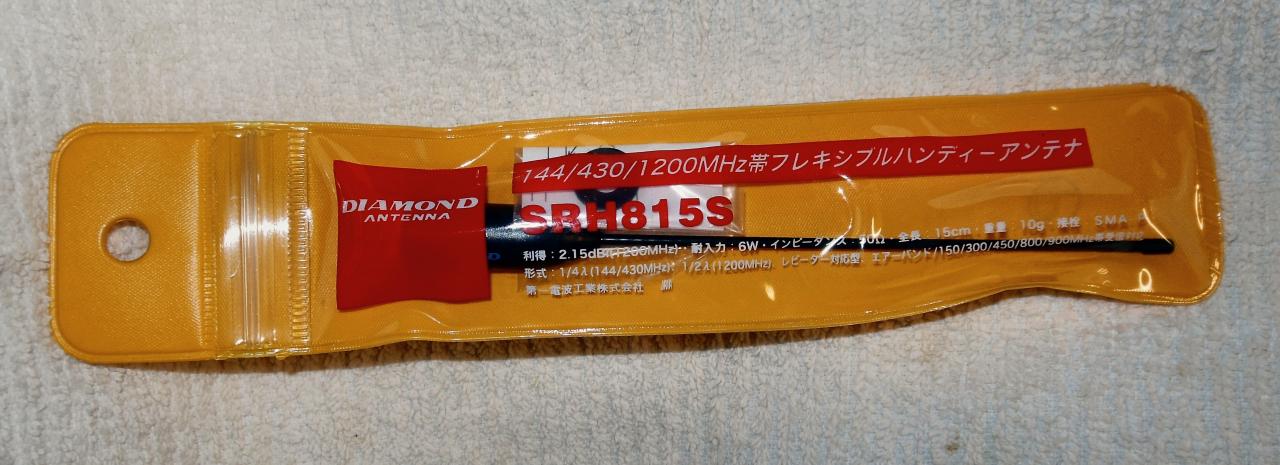 DIAMOND
ANTENNA
144/430/1200MHz帯フレキシブルハンディーアンテナ
SRH815S
利得：2.15dBi(1200MHz)・耐入力：6W・インピーダンス：50Ω・全長：15cm・重量：10g・接栓：SMA P
形式：1/4λ(144/430MHz)・1/2λ(1200MHz)、レピーター対応型、エアーバンド/150/300/450/800/900MHz帯受信対応
第一電波工業株式会社